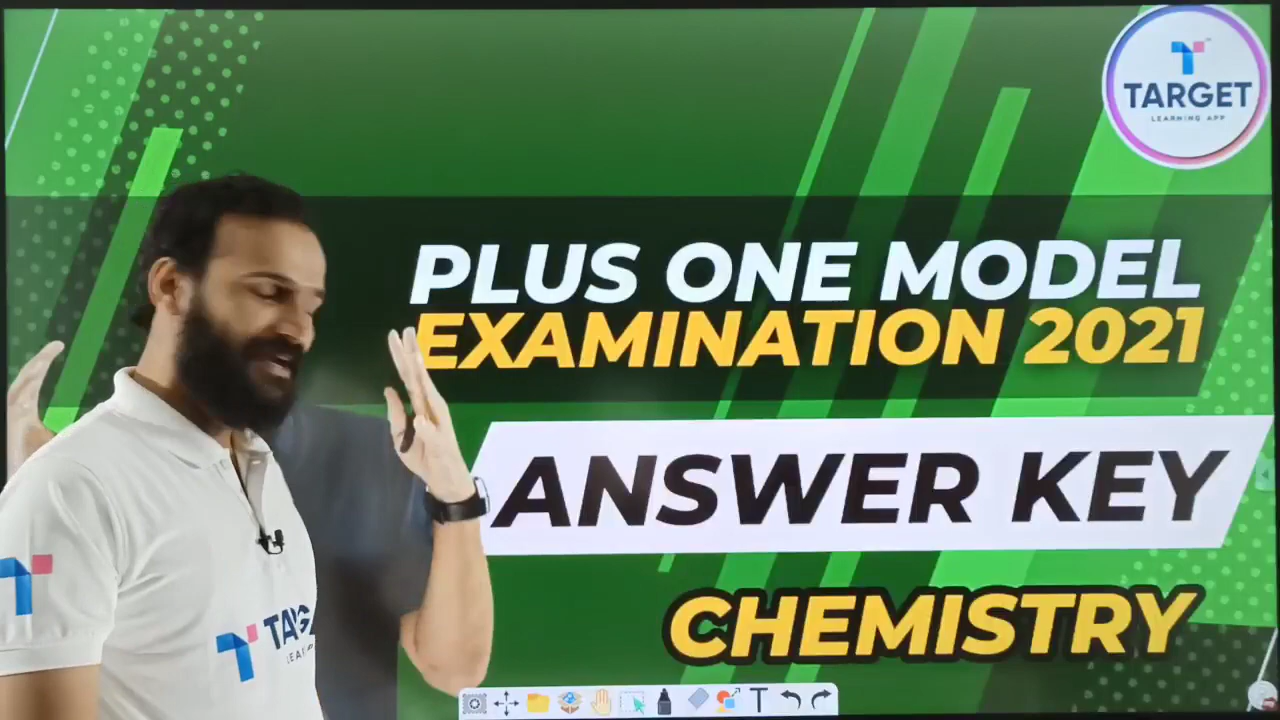 TARGET
LEARNING APP
PLUS ONE MODEL
EXAMINATION 2021
ANSWER KEY
CHEMISTRY
T